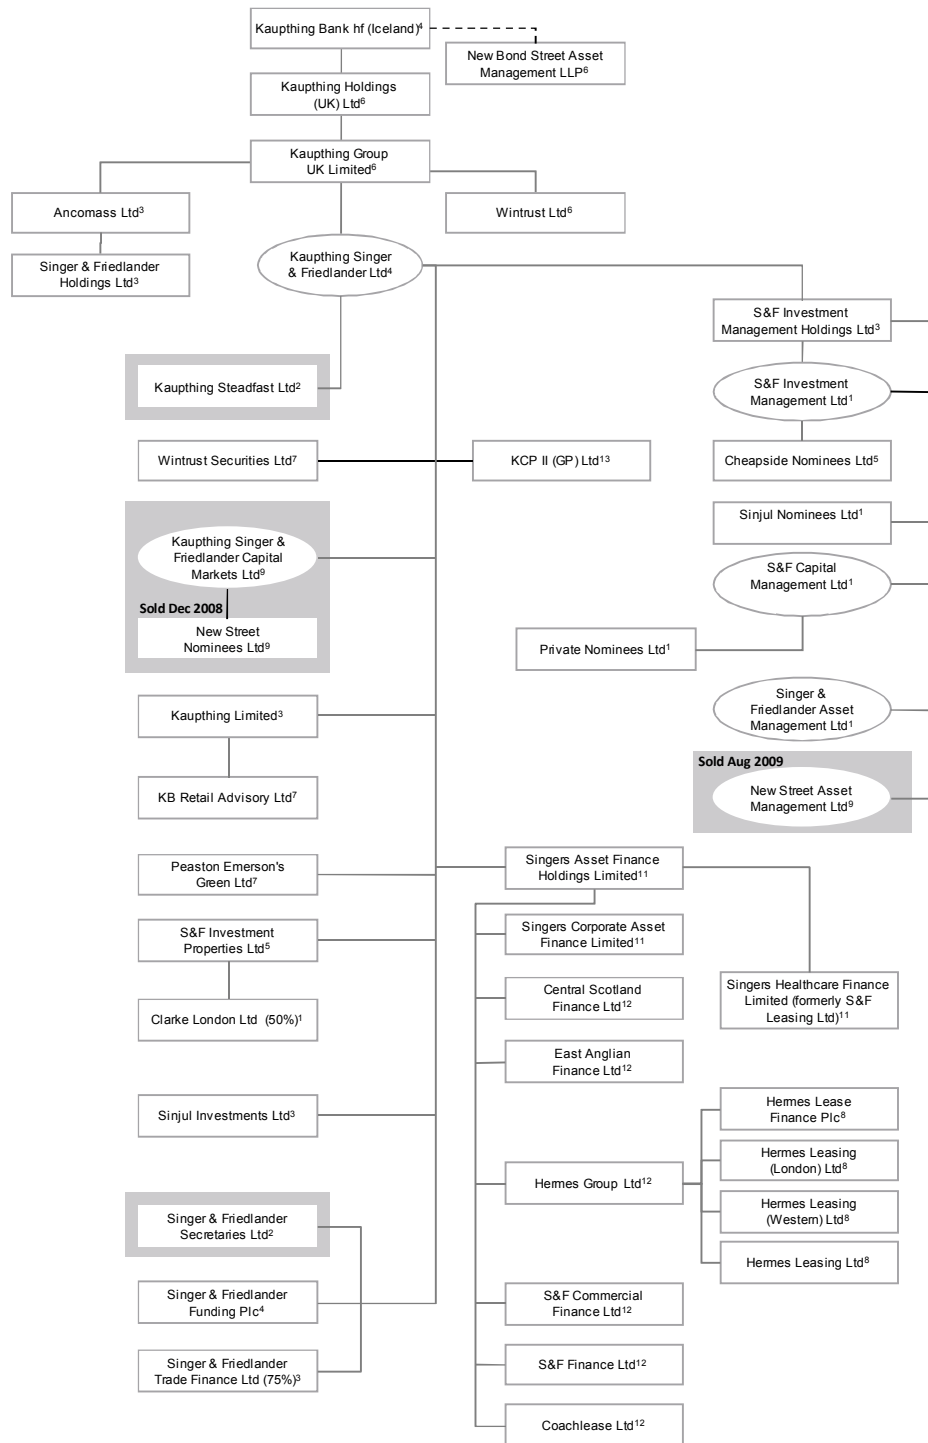 Kaupthing Bank hf (Iceland)⁴
New Bond Street Asset
Management LLP⁶
Kaupthing Holdings
(UK) Ltd⁶
Kaupthing Group
UK Limited⁶
Ancomass Ltd³
Wintrust Ltd⁶
Singer & Friedlander
Holdings Ltd³
Kaupthing Singer
& Friedlander Ltd⁴
S&F Investment
Management Holdings Ltd³
Kaupthing Steadfast Ltd²
S&F Investment
Management Ltd¹
Wintrust Securities Ltd⁷
KCP II (GP) Ltd¹³
Cheapside Nominees Ltd⁵
Sinjul Nominees Ltd¹
Kaupthing Singer &
Friedlander Capital
Markets Ltd⁹
S&F Capital
Management Ltd¹
Sold Dec 2008
New Street
Nominees Ltd⁹
Private Nominees Ltd¹
Kaupthing Limited³
Singer &
Friedlander Asset
Management Ltd¹
Sold Aug 2009
New Street Asset
Management Ltd⁹
KB Retail Advisory Ltd⁷
Peaston Emerson's
Green Ltd⁷
Singers Asset Finance
Holdings Limited¹¹
S&F Investment
Properties Ltd⁵
Singers Corporate Asset
Finance Limited¹¹
Clarke London Ltd (50%)¹
Central Scotland
Finance Ltd¹²
Singers Healthcare Finance
Limited (formerly S&F
Leasing Ltd)¹¹
East Anglian
Finance Ltd¹²
Sinjul Investments Ltd³
Hermes Lease
Finance Plc⁸
Hermes Leasing
(London) Ltd⁸
Hermes Group Ltd¹²
Hermes Leasing
(Western) Ltd⁸
Singer & Friedlander
Secretaries Ltd²
Hermes Leasing Ltd⁸
Singer & Friedlander
Funding Plc⁴
S&F Commercial
Finance Ltd¹²
Singer & Friedlander
Trade Finance Ltd (75%)³
S&F Finance Ltd¹²
Coachlease Ltd¹²